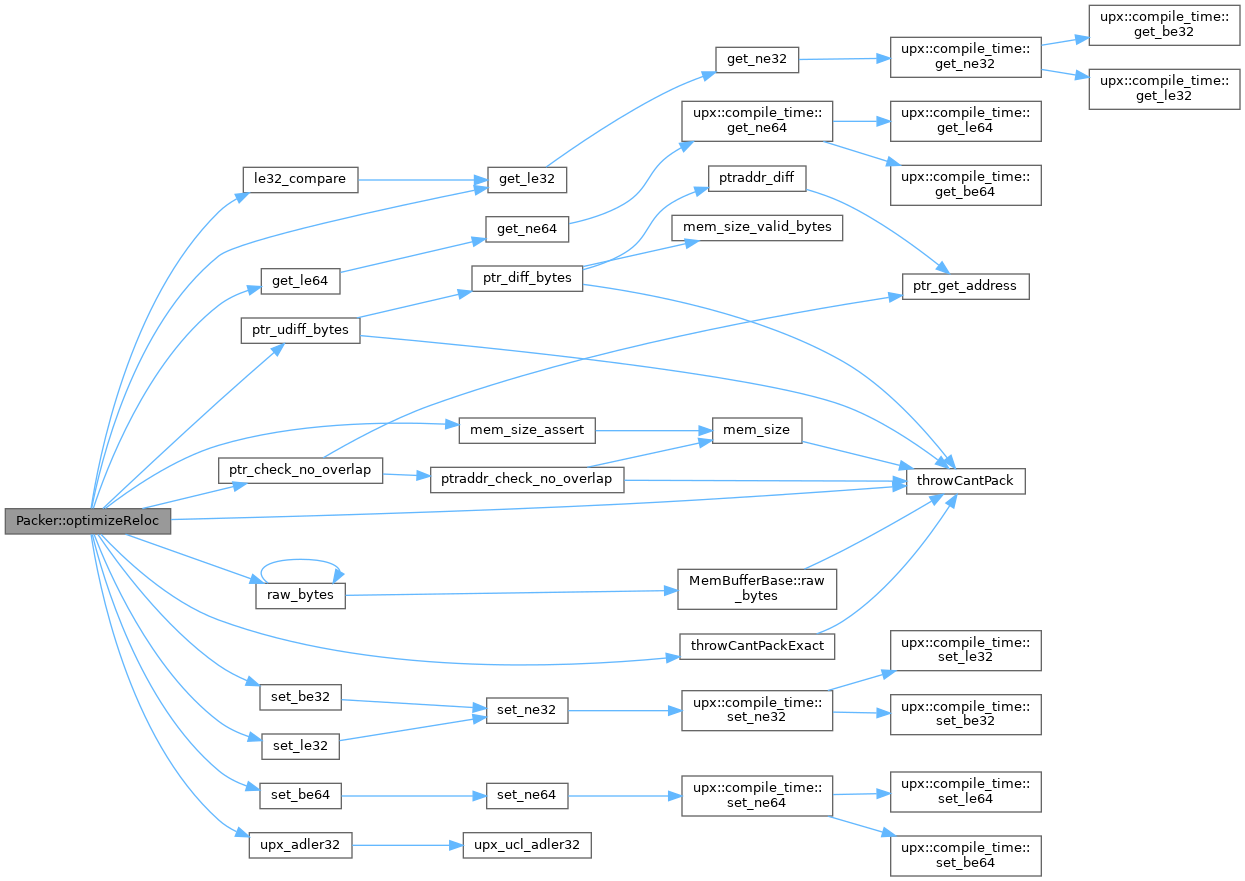 upx::compile_time::
get_be32
get_ne32
upx::compile_time::
get_ne32
upx::compile_time::
get_le32
upx::compile_time::
get_ne64
upx::compile_time::
get_le64
le32_compare
get_le32
ptraddr_diff
upx::compile_time::
get_be64
get_ne64
mem_size_valid_bytes
get_le64
ptr_diff_bytes
ptr_get_address
ptr_udiff_bytes
mem_size_assert
mem_size
ptr_check_no_overlap
ptraddr_check_no_overlap
throwCantPack
Packer::optimizeReloc
raw_bytes
MemBufferBase::raw
_bytes
throwCantPackExact
upx::compile_time::
set_le32
set_be32
set_ne32
upx::compile_time::
set_ne32
upx::compile_time::
set_be32
set_le32
set_be64
set_ne64
upx::compile_time::
set_ne64
upx::compile_time::
set_le64
upx_adler32
upx_ucl_adler32
upx::compile_time::
set_be64